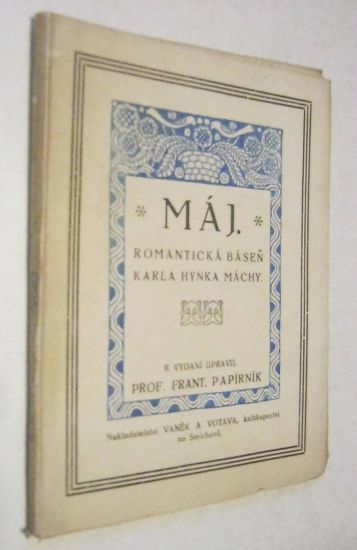 * MÁJ. *
ROMANTICKÁ BÁSEŇ
KARLA HYNKA MÁCHY.
K VYDÁNÍ UPRAVIL
PROF. FRANT. PAPÍRNÍK
Nakladatelství VANĚK A VOTAVA, knihkupectví
na Smíchově.